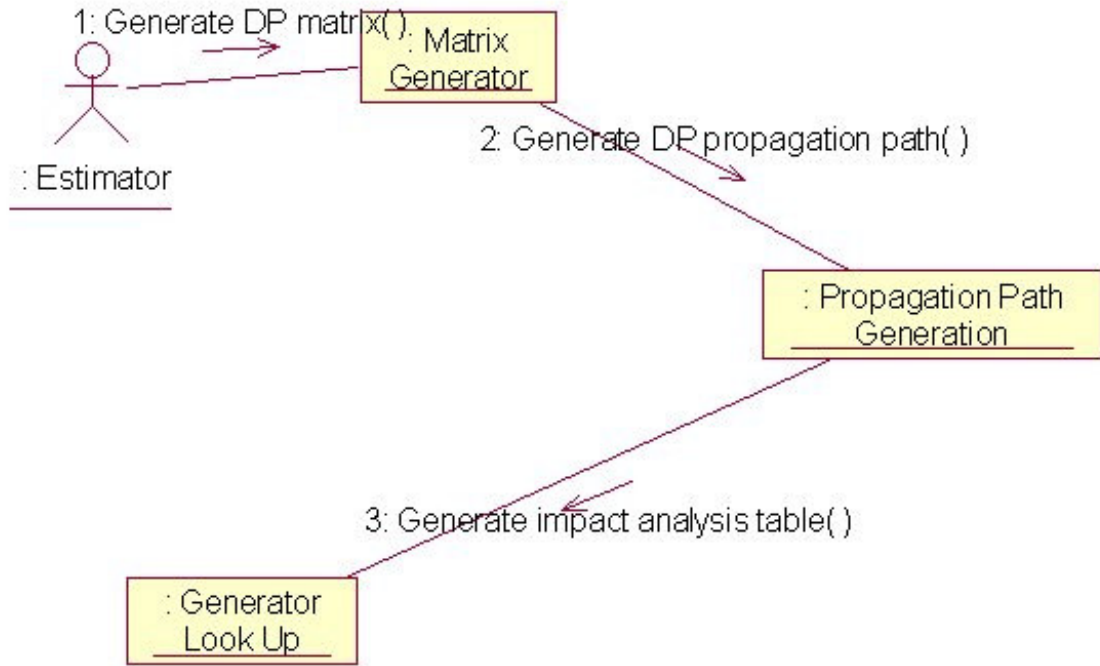 1: Generate DP matrix( )
: Matrix
Generator
2: Generate DP propagation path( )
: Estimator
: Propagation Path
Generation
3: Generate impact analysis table( )
: Generator
Look Up